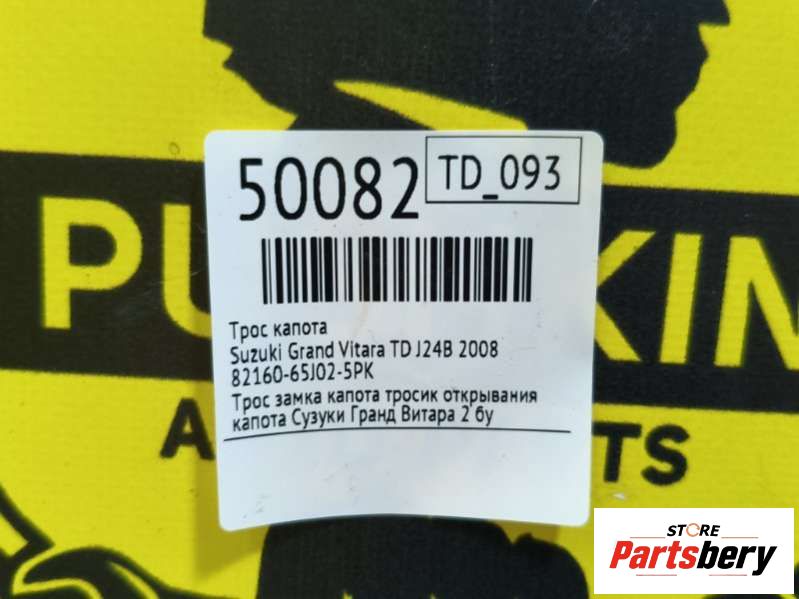 50082
TD_093
Трос капота
Suzuki Grand Vitara TD J24B 2008
82160-65J02-5PK
Трос замка капота тросик открывания
капота Сузуки Гранд Витара 2 бу
STORE
Partsbery